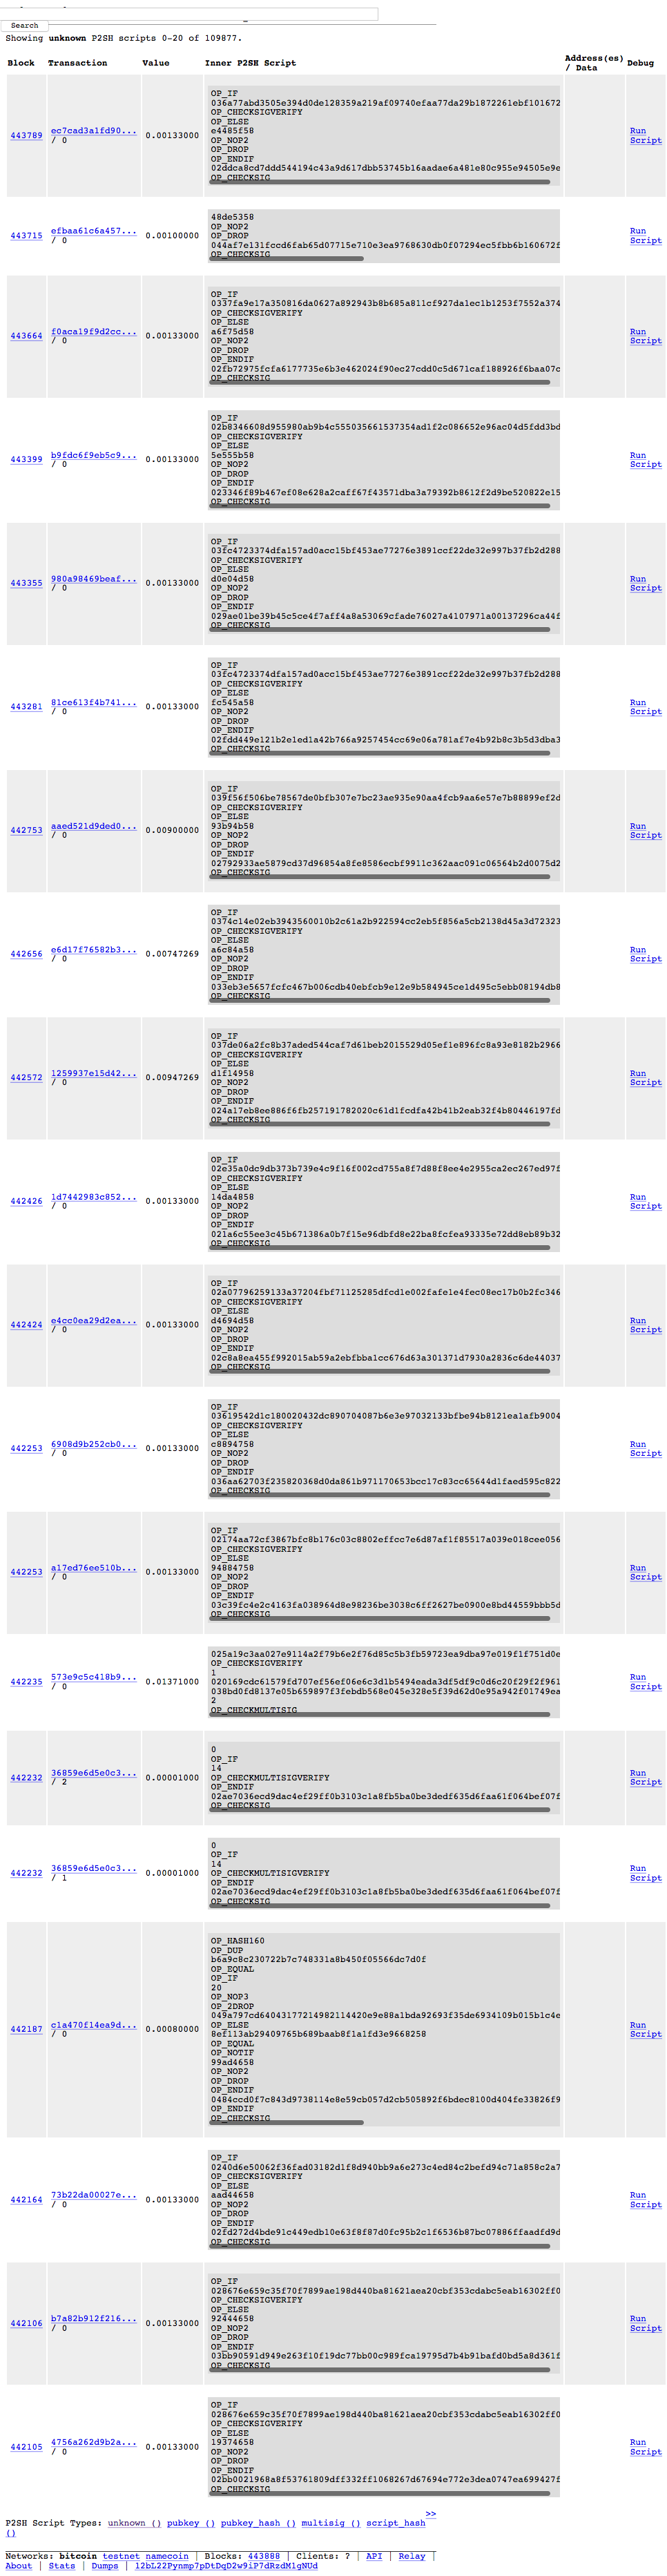 Search
Showing unknown P2SH scripts 0-20 of 109877.
Block Transaction Value Inner P2SH Script Address(es) / Data Debug
443789 ec7cad3a1fd90... / 0 0.00133000 Run Script
OP_IF
036a77abd3505e394d0de128359a219af09740efaa77da29b1872261ebf101672
OP_CHECKSIGVERIFY
OP_ELSE
e4485f58
OP_NOP2
OP_DROP
OP_ENDIF
02ddca8cd7ddd544194c43a9d617dbb53745b16aadae6a481e80c955e94505e9e
OP_CHECKSIG
443715 efbaa61c6a457... / 0 0.00100000 Run Script
48de5358
OP_NOP2
OP_DROP
044af7e131fccd6fab65d07715e710e3ea9768630db0f07294ec5fbb6b160672f
OP_CHECKSIG
443664 f0aca19f9d2cc... / 0 0.00133000 Run Script
OP_IF
0337fa9e17a350816da0627a892943b8b685a811cf927da1ec1b1253f7552a374
OP_CHECKSIGVERIFY
OP_ELSE
a6f75d58
OP_NOP2
OP_DROP
OP_ENDIF
02fb72975fcfa6177735e6b3e462024f90ec27cdd0c5d671caf188926f6baa07c
OP_CHECKSIG
443399 b9fdc6f9eb5c9... / 0 0.00133000 Run Script
OP_IF
02b8346608d955980ab9b4c555035661537354ad1f2c086652e96ac04d5fdd3bd
OP_CHECKSIGVERIFY
OP_ELSE
5e555b58
OP_NOP2
OP_DROP
OP_ENDIF
023346f89b467ef08e628a2caff67f43571dba3a79392b8612f2d9be520822e15
OP_CHECKSIG
443355 980a98469beaf... / 0 0.00133000 Run Script
OP_IF
03fc4723374dfa157ad0acc15bf453ae77276e3891ccf22de32e997b37fb2d288
OP_CHECKSIGVERIFY
OP_ELSE
d0e04d58
OP_NOP2
OP_DROP
OP_ENDIF
029ae01be39b45c5ce4f7aff4a8a53069cfade76027a4107971a00137296ca44f
OP_CHECKSIG
443281 81ce613f4b741... / 0 0.00133000 Run Script
OP_IF
03fc4723374dfa157ad0acc15bf453ae77276e3891ccf22de32e997b37fb2d288
OP_CHECKSIGVERIFY
OP_ELSE
fc545a58
OP_NOP2
OP_DROP
OP_ENDIF
02fdd449e121b2e1ed1a42b766a9257454cc69e06a781af7e4b92b8c3b5d3dba3
OP_CHECKSIG
442753 aaed521d9ded0... / 0 0.00900000 Run Script
OP_IF
039f56f506be78567de0bfb307e7bc23ae935e90aa4fcb9aa6e57e7b88899ef2d
OP_CHECKSIGVERIFY
OP_ELSE
93b94b58
OP_NOP2
OP_DROP
OP_ENDIF
02792933ae5879cd37d96854a8fe8586ecbf9911c362aac091c06564b2d0075d2
OP_CHECKSIG
442656 e6d17f76582b3... / 0 0.00747269 Run Script
OP_IF
0374c14e02eb3943560010b2c61a2b922594cc2eb5f856a5cb2138d45a3d72323
OP_CHECKSIGVERIFY
OP_ELSE
a6c84a58
OP_NOP2
OP_DROP
OP_ENDIF
033eb3e5657fcfc467b006cdb40ebfcb9e12e9b584945ce1d495c5ebb08194db8
OP_CHECKSIG
442572 1259937e15d42... / 0 0.00947269 Run Script
OP_IF
037de06a2fc8b37aded544caf7d61beb2015529d05ef1e896fc8a93e8182b2966
OP_CHECKSIGVERIFY
OP_ELSE
d1f14958
OP_NOP2
OP_DROP
OP_ENDIF
024a17eb8ee886f6fb257191782020c61d1fcdfa42b41b2eab32f4b80446197fd
OP_CHECKSIG
442426 1d7442983c852... / 0 0.00133000 Run Script
OP_IF
02e35a0dc9db373b739e4c9f16f002cd755a8f7d88f8ee4e2955ca2ec267ed97f
OP_CHECKSIGVERIFY
OP_ELSE
14da4858
OP_NOP2
OP_DROP
OP_ENDIF
021a6c55ee3c45b671386a0b7f15e96dbfd8e22ba8fcfea93335e72dd8eb89b32
OP_CHECKSIG
442424 e4cc0ea29d2ea... / 0 0.00133000 Run Script
OP_IF
02a07796259133a37204fbf71125285dfcd1e002fafe1e4fec08ec17b0b2fc346
OP_CHECKSIGVERIFY
OP_ELSE
d4694d58
OP_NOP2
OP_DROP
OP_ENDIF
02c8a8ea455f992015ab59a2ebfbba1cc676d63a301371d7930a2836c6de44037
OP_CHECKSIG
442253 6908d9b252cb0... / 0 0.00133000 Run Script
OP_IF
03619542d1c180020432dc890704087b6e3e97032133bfbe94b8121ea1afb9004
OP_CHECKSIGVERIFY
OP_ELSE
c8894758
OP_NOP2
OP_DROP
OP_ENDIF
036aa62703f235820368d0da861b971170653bcc17c83cc65644d1faed595c822
OP_CHECKSIG
442253 a17ed76ee510b... / 0 0.00133000 Run Script
OP_IF
02174aa72cf3867bfc8b176c03c8802effcc7e6d87af1f85517a039e018cee056
OP_CHECKSIGVERIFY
OP_ELSE
94884758
OP_NOP2
OP_DROP
OP_ENDIF
03c39fc4e2c4163fa038964d8e98236be3038c6ff2627be0900e8bd44559bbb5d
OP_CHECKSIG
442235 573e9c5c418b9... / 0 0.01371000 Run Script
025a19c3aa027e9114a2f79b6e2f76d85c5b3fb59723ea9dba97e019f1f751d0e
OP_CHECKSIGVERIFY
1
020169cdc61579fd707ef56ef06e6c3d1b5494eada3df5df9c0d6c20f29f2f961
038bd0fd8137e05b659897f3febdb568e045e328e5f39d62d0e95a942f01749ea
2
OP_CHECKMULTISIG
442232 36859e6d5e0c3... / 2 0.00001000 Run Script
0
OP_IF
14
OP_CHECKMULTISIGVERIFY
OP_ENDIF
02ae7036ecd9dac4ef29ff0b3103c1a8fb5ba0be3dedf635d6faa61f064bef07f
OP_CHECKSIG
442232 36859e6d5e0c3... / 1 0.00001000 Run Script
0
OP_IF
14
OP_CHECKMULTISIGVERIFY
OP_ENDIF
02ae7036ecd9dac4ef29ff0b3103c1a8fb5ba0be3dedf635d6faa61f064bef07f
OP_CHECKSIG
442187 c1a470f14ea9d... / 0 0.00080000 Run Script
OP_HASH160
OP_DUP
b6a9c8c230722b7c748331a8b450f05566dc7d0f
OP_EQUAL
OP_IF
20
OP_NOP3
OP_2DROP
049a797cd64043177214982114420e9e88a1bda92693f35de6934109b015b1c4e
OP_ELSE
8ef113ab29409765b689baab8f1a1fd3e9668258
OP_EQUAL
OP_NOTIF
99ad4658
OP_NOP2
OP_DROP
OP_ENDIF
0484ccd0f7c843d9738114e8e59cb057d2cb505892f6bdec8100d404fe33826f9
OP_ENDIF
OP_CHECKSIG
442164 73b22da00027e... / 0 0.00133000 Run Script
OP_IF
0240d6e50062f36fad03182d1f8d940bb9a6e273c4ed84c2befd94c71a858c2a7
OP_CHECKSIGVERIFY
OP_ELSE
aad44658
OP_NOP2
OP_DROP
OP_ENDIF
02fd272d4bde91c449edb10e63f8f87d0fc95b2c1f6536b87bc07886ffaadfd9d
OP_CHECKSIG
442106 b7a82b912f216... / 0 0.00133000 Run Script
OP_IF
028676e659c35f70f7899ae198d440ba81621aea20cbf353cdabc5eab16302ff0
OP_CHECKSIGVERIFY
OP_ELSE
92444658
OP_NOP2
OP_DROP
OP_ENDIF
03bb90591d949e263f10f19dc77bb00c989fca19795d7b4b91bafd0bd5a8d361f
OP_CHECKSIG
442105 4756a262d9b2a... / 0 0.00133000 Run Script
OP_IF
028676e659c35f70f7899ae198d440ba81621aea20cbf353cdabc5eab16302ff0
OP_CHECKSIGVERIFY
OP_ELSE
19374658
OP_NOP2
OP_DROP
OP_ENDIF
02bb0021968a8f53761809dff332ff1068267d67694e772e3dea0747ea699427f
OP_CHECKSIG
>>
P2SH Script Types: unknown () pubkey () pubkey_hash () multisig () script_hash
()
Networks: bitcoin testnet namecoin | Blocks: 443888 | Clients: ? | API | Relay |
About | Stats | Dumps | 12bL22Pynmp7pDtDgD2w9iP7dRzdM1gNUd